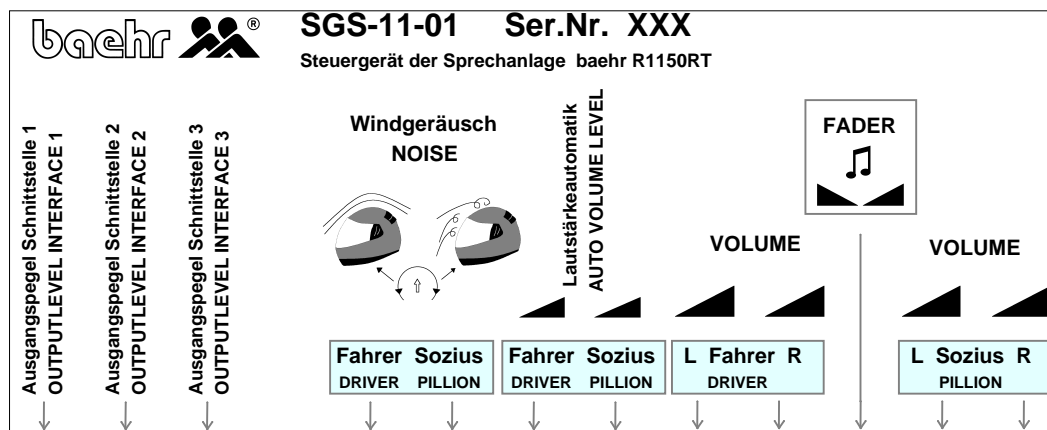 baehr ®
SGS-11-01 Ser.Nr. XXX
Steuergerät der Sprechanlage baehr R1150RT
Ausgangspegel Schnittstelle 1
OUTPUTLEVEL INTERFACE 1
Ausgangspegel Schnittstelle 2
OUTPUTLEVEL INTERFACE 2
Ausgangspegel Schnittstelle 3
OUTPUTLEVEL INTERFACE 3
Windgeräusch
NOISE
Lautstärkeautomatik
AUTO VOLUME LEVEL
FADER
VOLUME
VOLUME
Fahrer Sozius
DRIVER PILLION
Fahrer Sozius
DRIVER PILLION
L Fahrer R
DRIVER
L Sozius R
PILLION